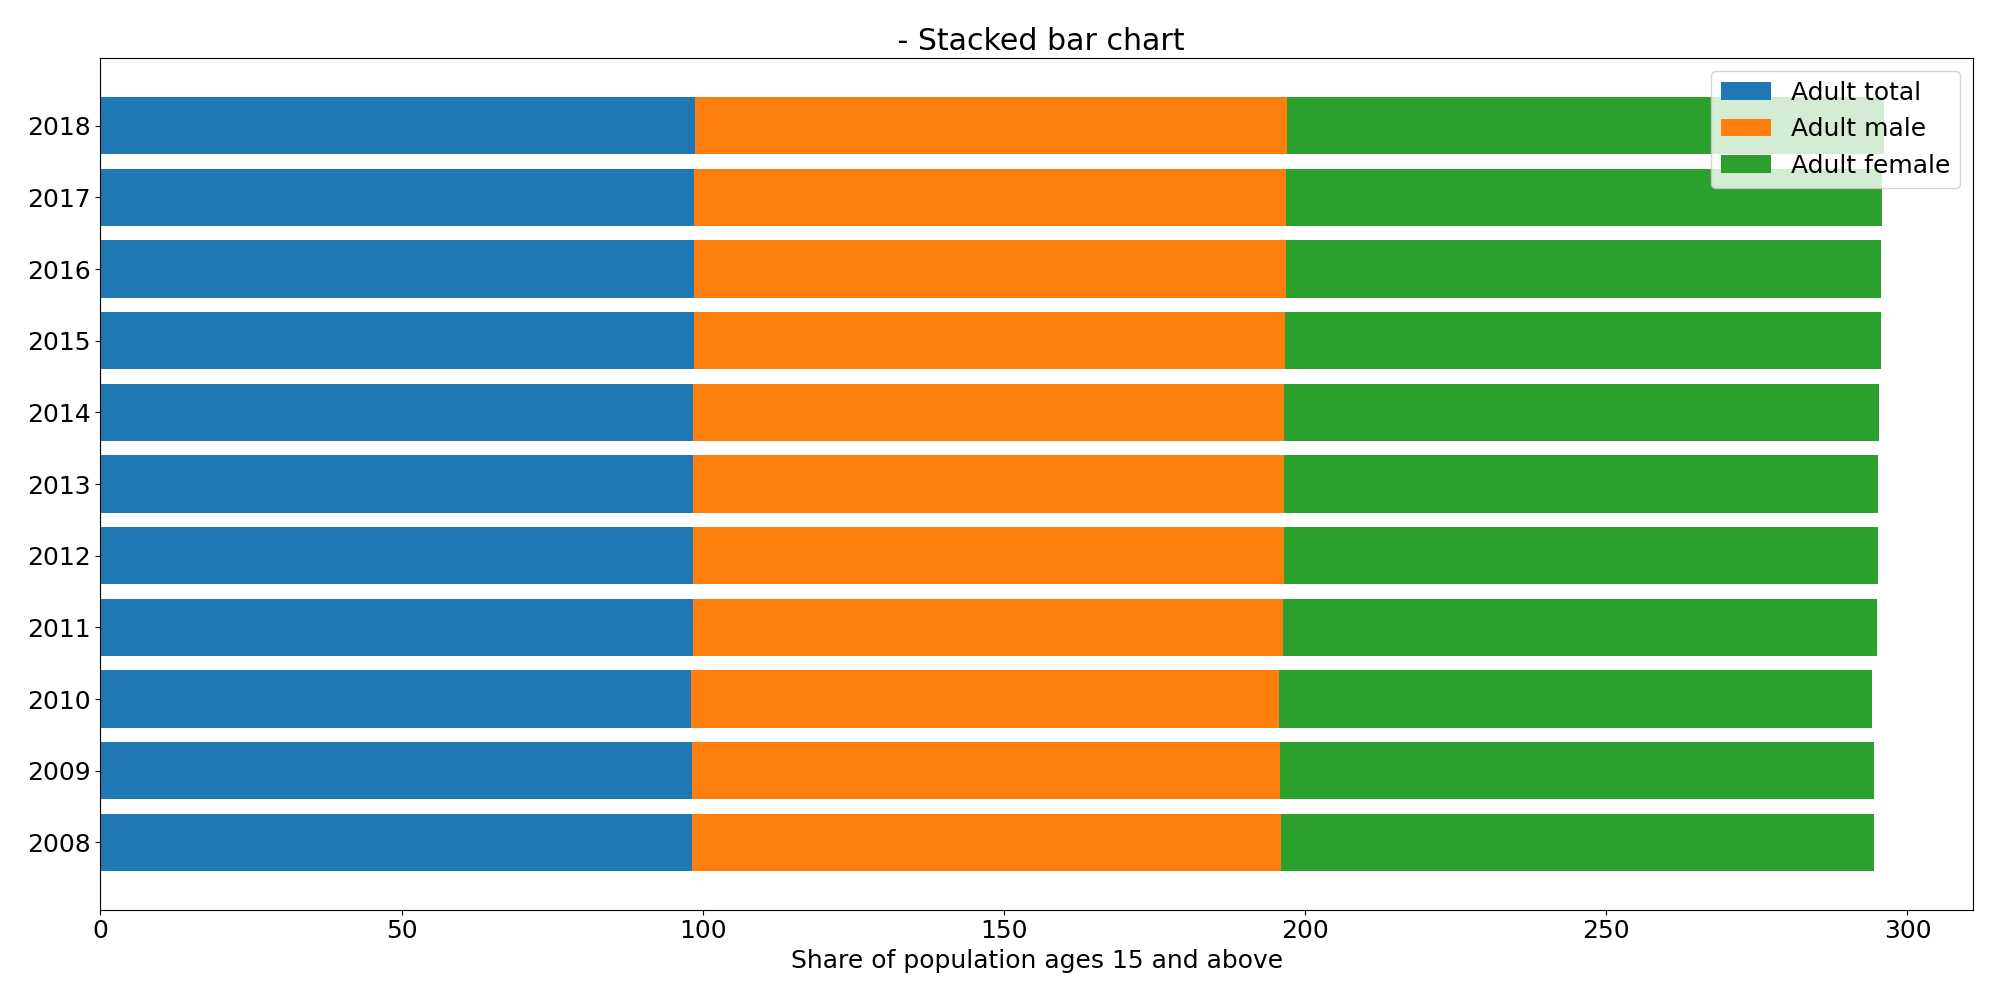 - Stacked bar chart
Adult total
Adult male
Adult female
2018
2017
2016
2015
2014
2013
2012
2011
2010
2009
2008
0 50 100 150 200 250 300
Share of population ages 15 and above